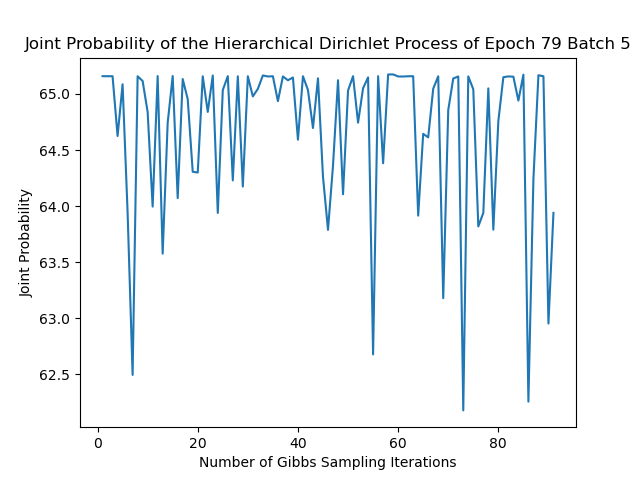 Joint Probability of the Hierarchical Dirichlet Process of Epoch 79 Batch 5
65.0
64.5
64.0
63.5
63.0
62.5
Joint Probability
0 20 40 60 80
Number of Gibbs Sampling Iterations